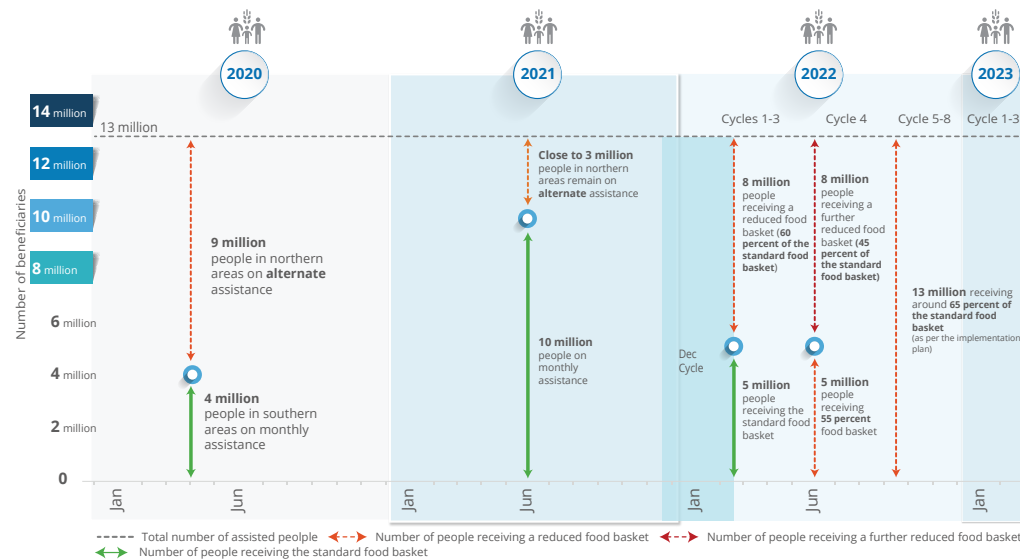 2020
2021
2022
2023
14 million
13 million
12 million
10 million
8 million
6 million
4 million
2 million
0
Number of beneficiaries
9 million
people in northern
areas on alternate
assistance
4 million
people in southern
areas on monthly
assistance
Close to 3 million
people in northern
areas remain on
alternate assistance
10 million
people on
monthly
assistance
Dec
Cycle
Cycles 1-3
Cycle 4
Cycle 5-8
Cycle 1-3
8 million
people
receiving a
reduced food
basket (60
percent of the
standard food
basket)
5 million
people
receiving the
standard food
basket
8 million
people
receiving a
further
reduced food
basket (45
percent of
the standard
food basket)
5 million
people
receiving
55 percent
food basket
13 million receiving
around 65 percent of
the standard food
basket
(as per the implementation
plan)
Jan
Jun
Jan
Jun
Jan
Jun
Jan
Total number of assisted peolple
Number of people receiving a reduced food basket
Number of people receiving a further reduced food basket
Number of people receiving the standard food basket